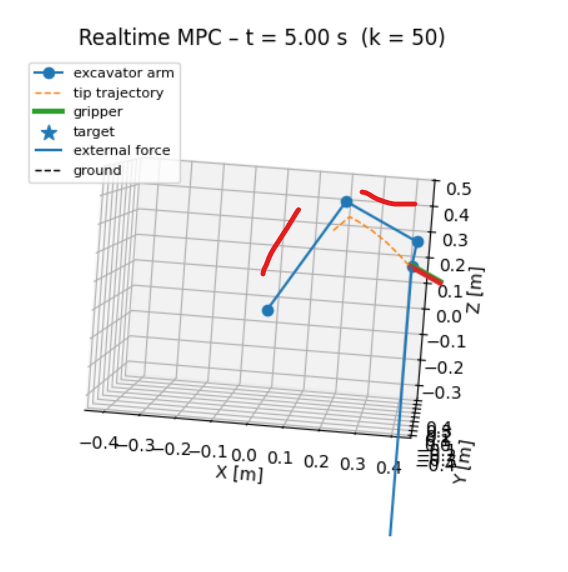 Realtime MPC – t = 5.00 s  (k = 50)
excavator arm
tip trajectory
gripper
target
external force
ground
0.5
0.4
0.3
0.2
0.1
0.0
−0.1
−0.2
−0.3
Z [m]
−0.4
−0.3
−0.2
−0.1
0.0
0.1
0.2
0.3
0.4
X [m]
Y [m]